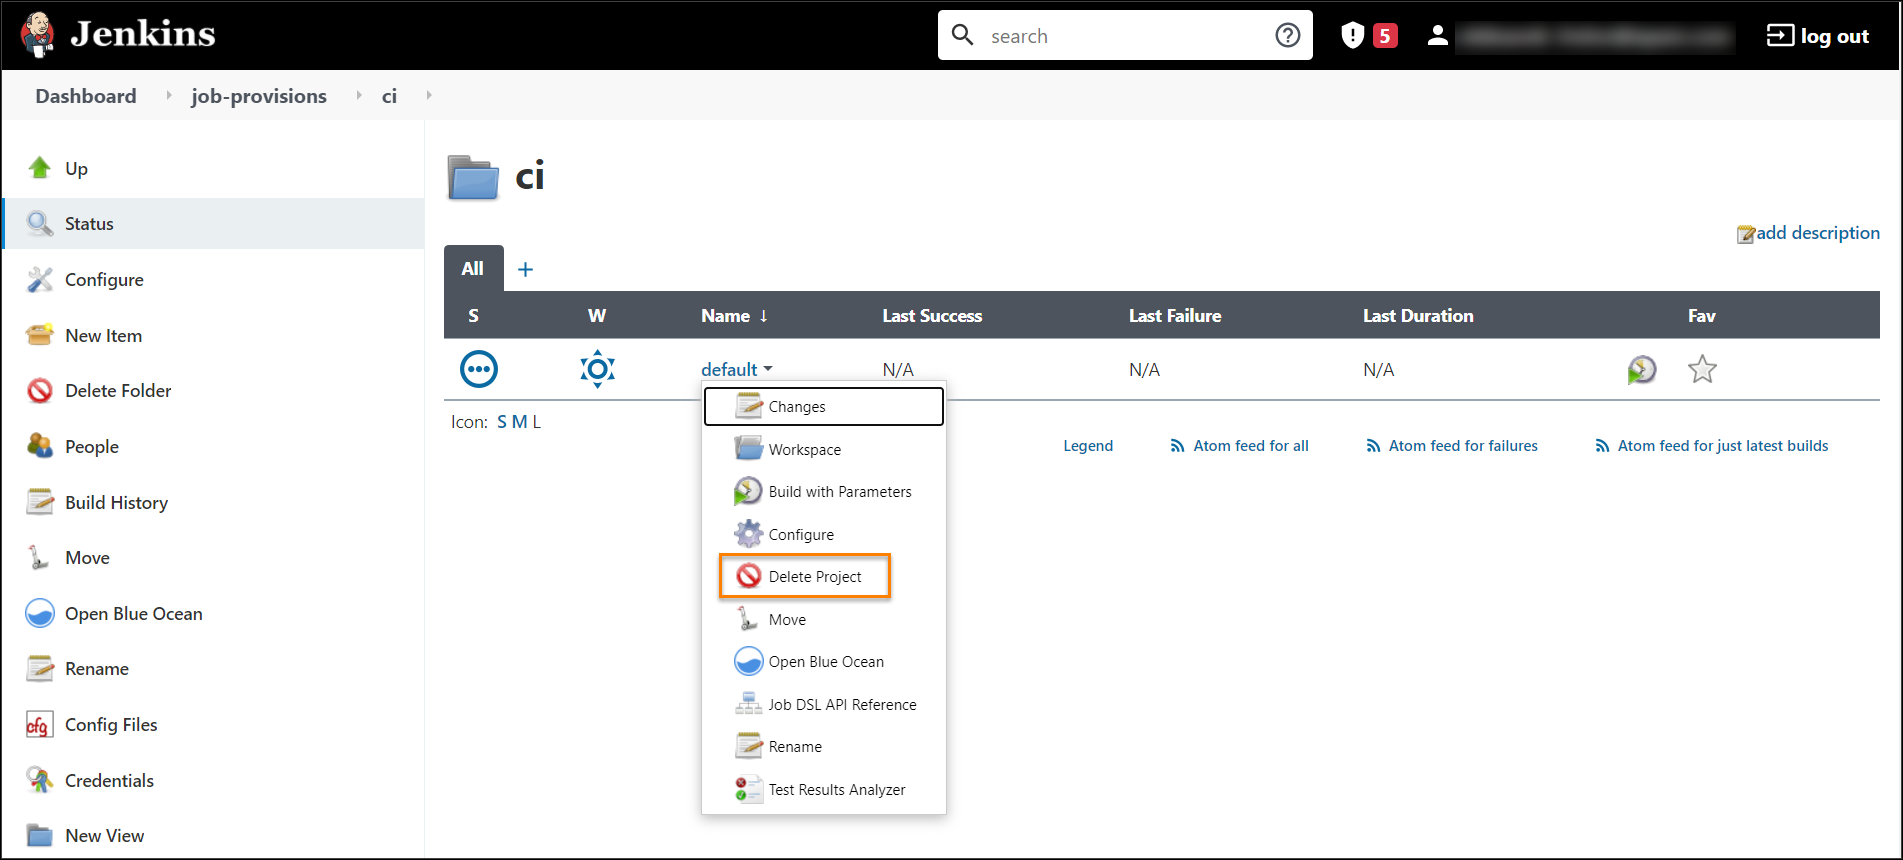 Jenkins
search
5
log out
Dashboard
job-provisions
ci
Up
Status
Configure
New Item
Delete Folder
People
Build History
Move
Open Blue Ocean
Rename
cfg
Config Files
Credentials
New View
ci
add description
All
+
S W Name ↓ Last Success Last Failure Last Duration Fav
default N/A N/A N/A
Changes
Workspace
Build with Parameters
Configure
Delete Project
Move
Open Blue Ocean
Job DSL API Reference
Rename
Test Results Analyzer
Icon: S M L
Legend Atom feed for all Atom feed for failures Atom feed for just latest builds